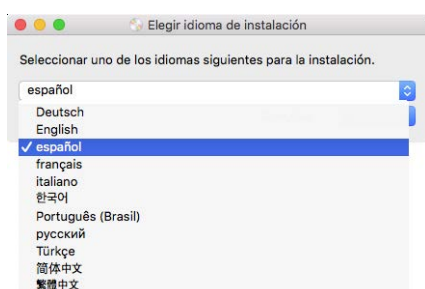 Elegir idioma de instalación
Seleccionar uno de los idiomas siguientes para la instalación.
español
Deutsch
English
✓ español
français
italiano
한국어
Português (Brasil)
русский
Türkçe
简体中文
繁體中文